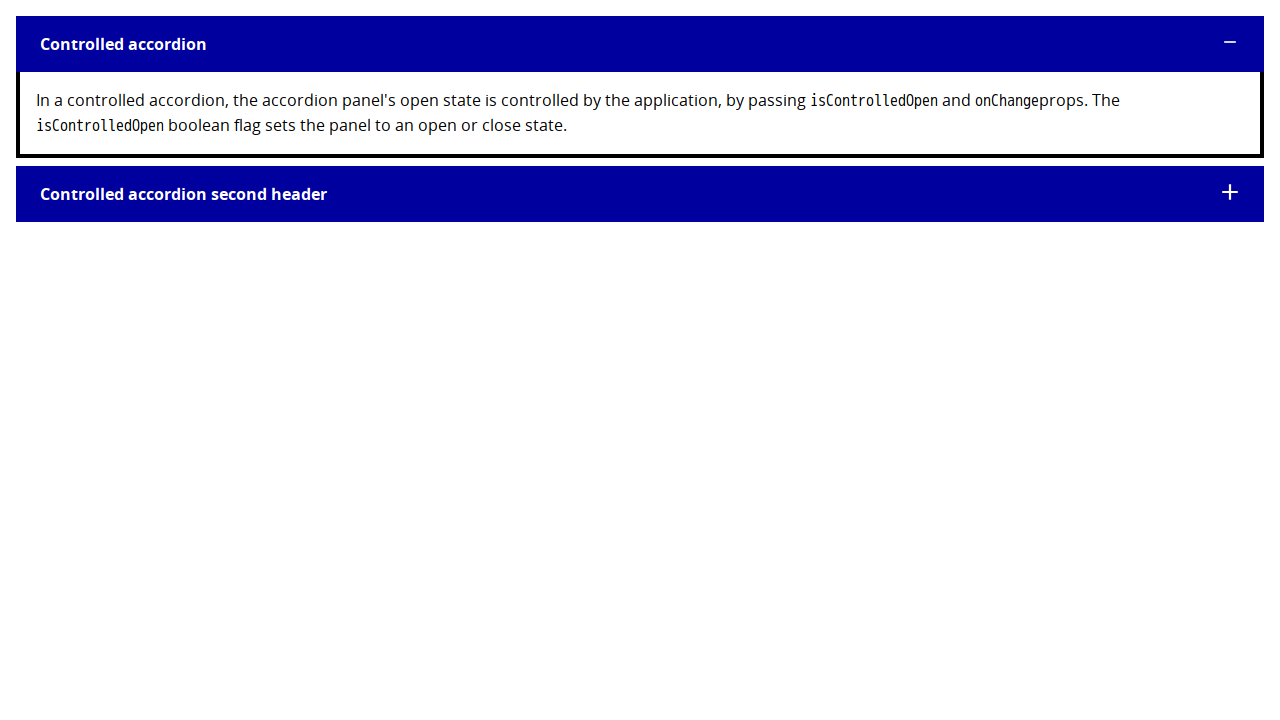 Controlled accordion
In a controlled accordion, the accordion panel's open state is controlled by the application, by passing isControlledOpen and onChangeprops. The
isControlledOpen boolean flag sets the panel to an open or close state.
Controlled accordion second header